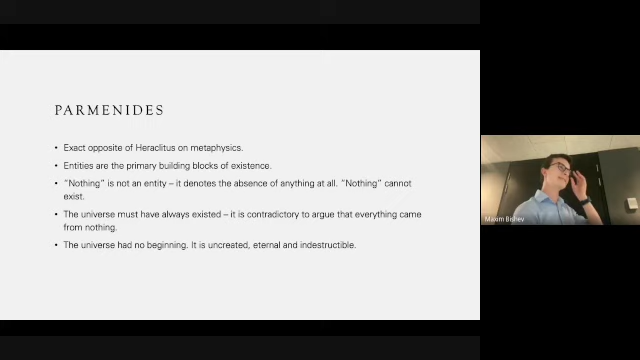 PARMENIDES
• Exact opposite of Heraclitus on metaphysics.
• Entities are the primary building blocks of existence.
• “Nothing” is not an entity – it denotes the absence of anything at all. “Nothing” cannot
exist.
• The universe must have always existed – it is contradictory to argue that everything came
from nothing.
• The universe had no beginning. It is uncreated, eternal and indestructible.
Maxim Bishev